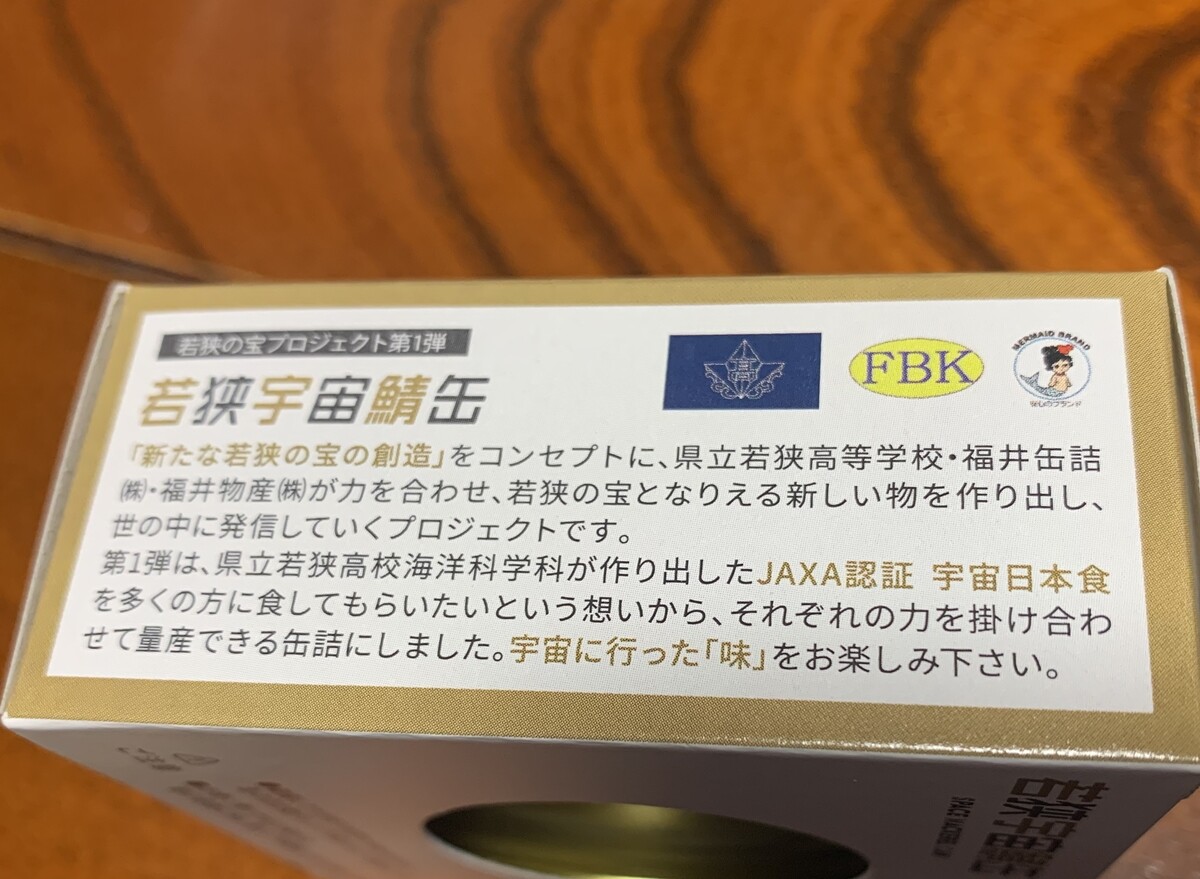 若狭の宝プロジェクト第1弾
若狭宇宙鯖缶
FBK
MERMAID BRAND
「新たな若狭の宝の創造」をコンセプトに、県立若狭高等学校・福井缶詰
㈱・福井物産㈱が力を合わせ、若狭の宝となりえる新しい物を作り出し、
世の中に発信していくプロジェクトです。
第1弾は、県立若狭高校海洋科学科が作り出したJAXA認証 宇宙日本食
を多くの方に食してもらいたいという想いから、それぞれの力を掛け合わ
せて量産できる缶詰にしました。宇宙に行った「味」をお楽しみ下さい。
若狭宇宙鯖